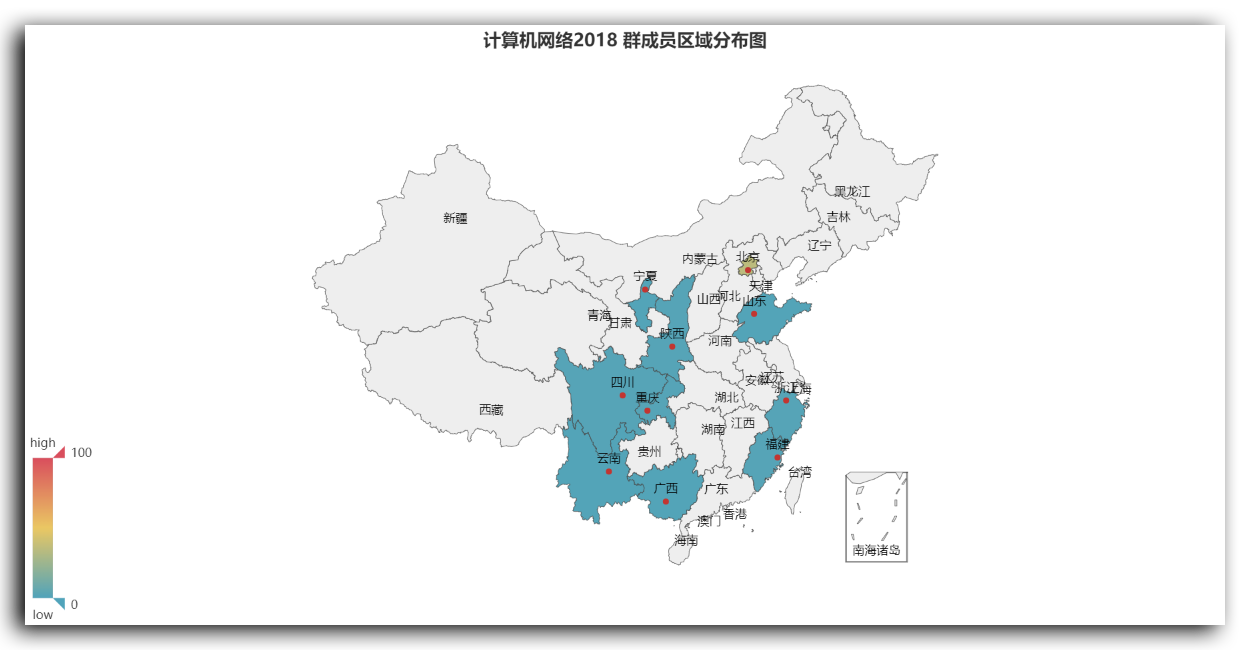 计算机网络2018 群成员区域分布图
黑龙江
吉林
新疆
辽宁
北京
内蒙古
宁夏
天津
河北
山西
山东
青海
甘肃
陕西
河南
江苏
安徽
四川
上海
浙江
重庆
湖北
西藏
江西
湖南
福建
贵州
云南
台湾
广西
广东
香港
澳门
海南
南海诸岛
high
100
0
low